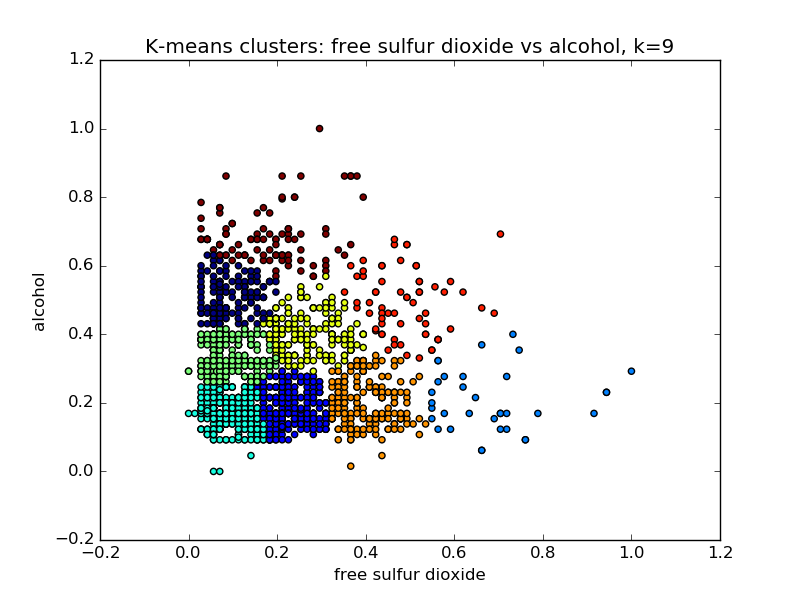 K-means clusters: free sulfur dioxide vs alcohol, k=9
1.2
1.0
0.8
0.6
0.4
0.2
0.0
−0.2
alcohol
−0.2 0.0 0.2 0.4 0.6 0.8 1.0 1.2
free sulfur dioxide